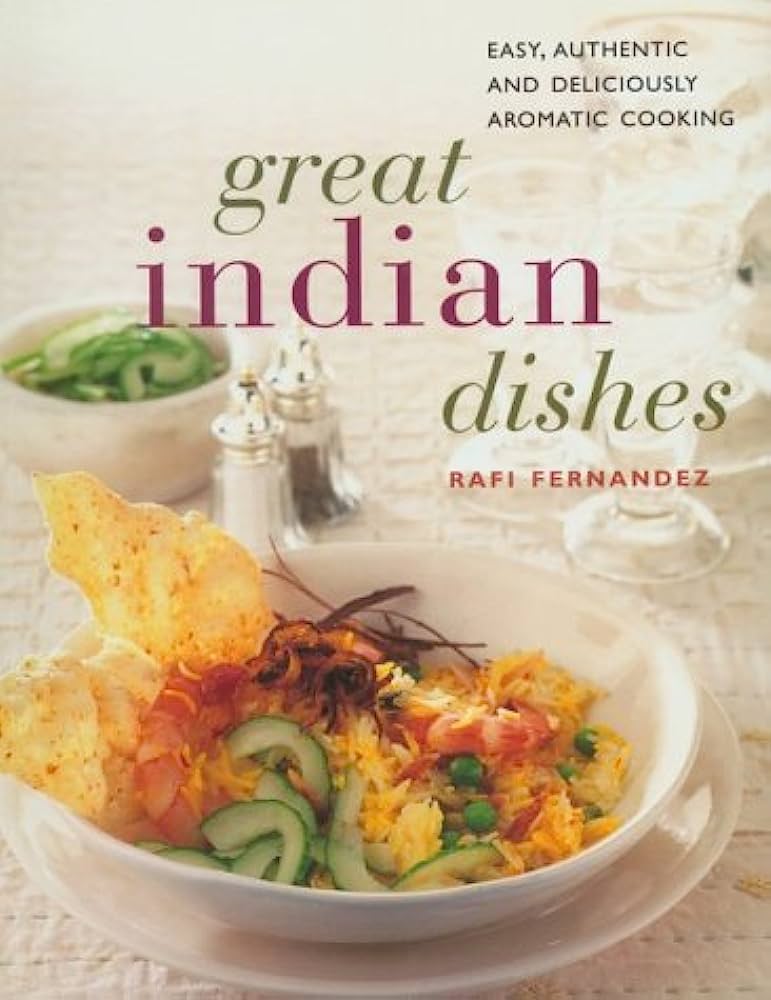 EASY, AUTHENTIC
AND DELICIOUSLY
AROMATIC COOKING
great
indian
dishes
RAFI FERNANDEZ